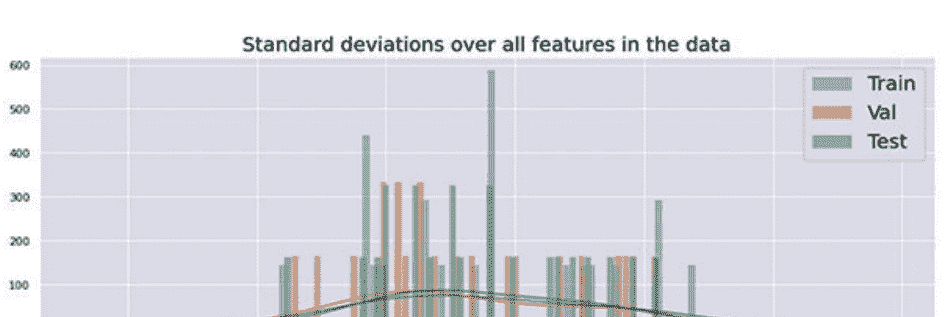 Standard deviations over all features in the data
600
500
400
300
200
100
Train
Val
Test